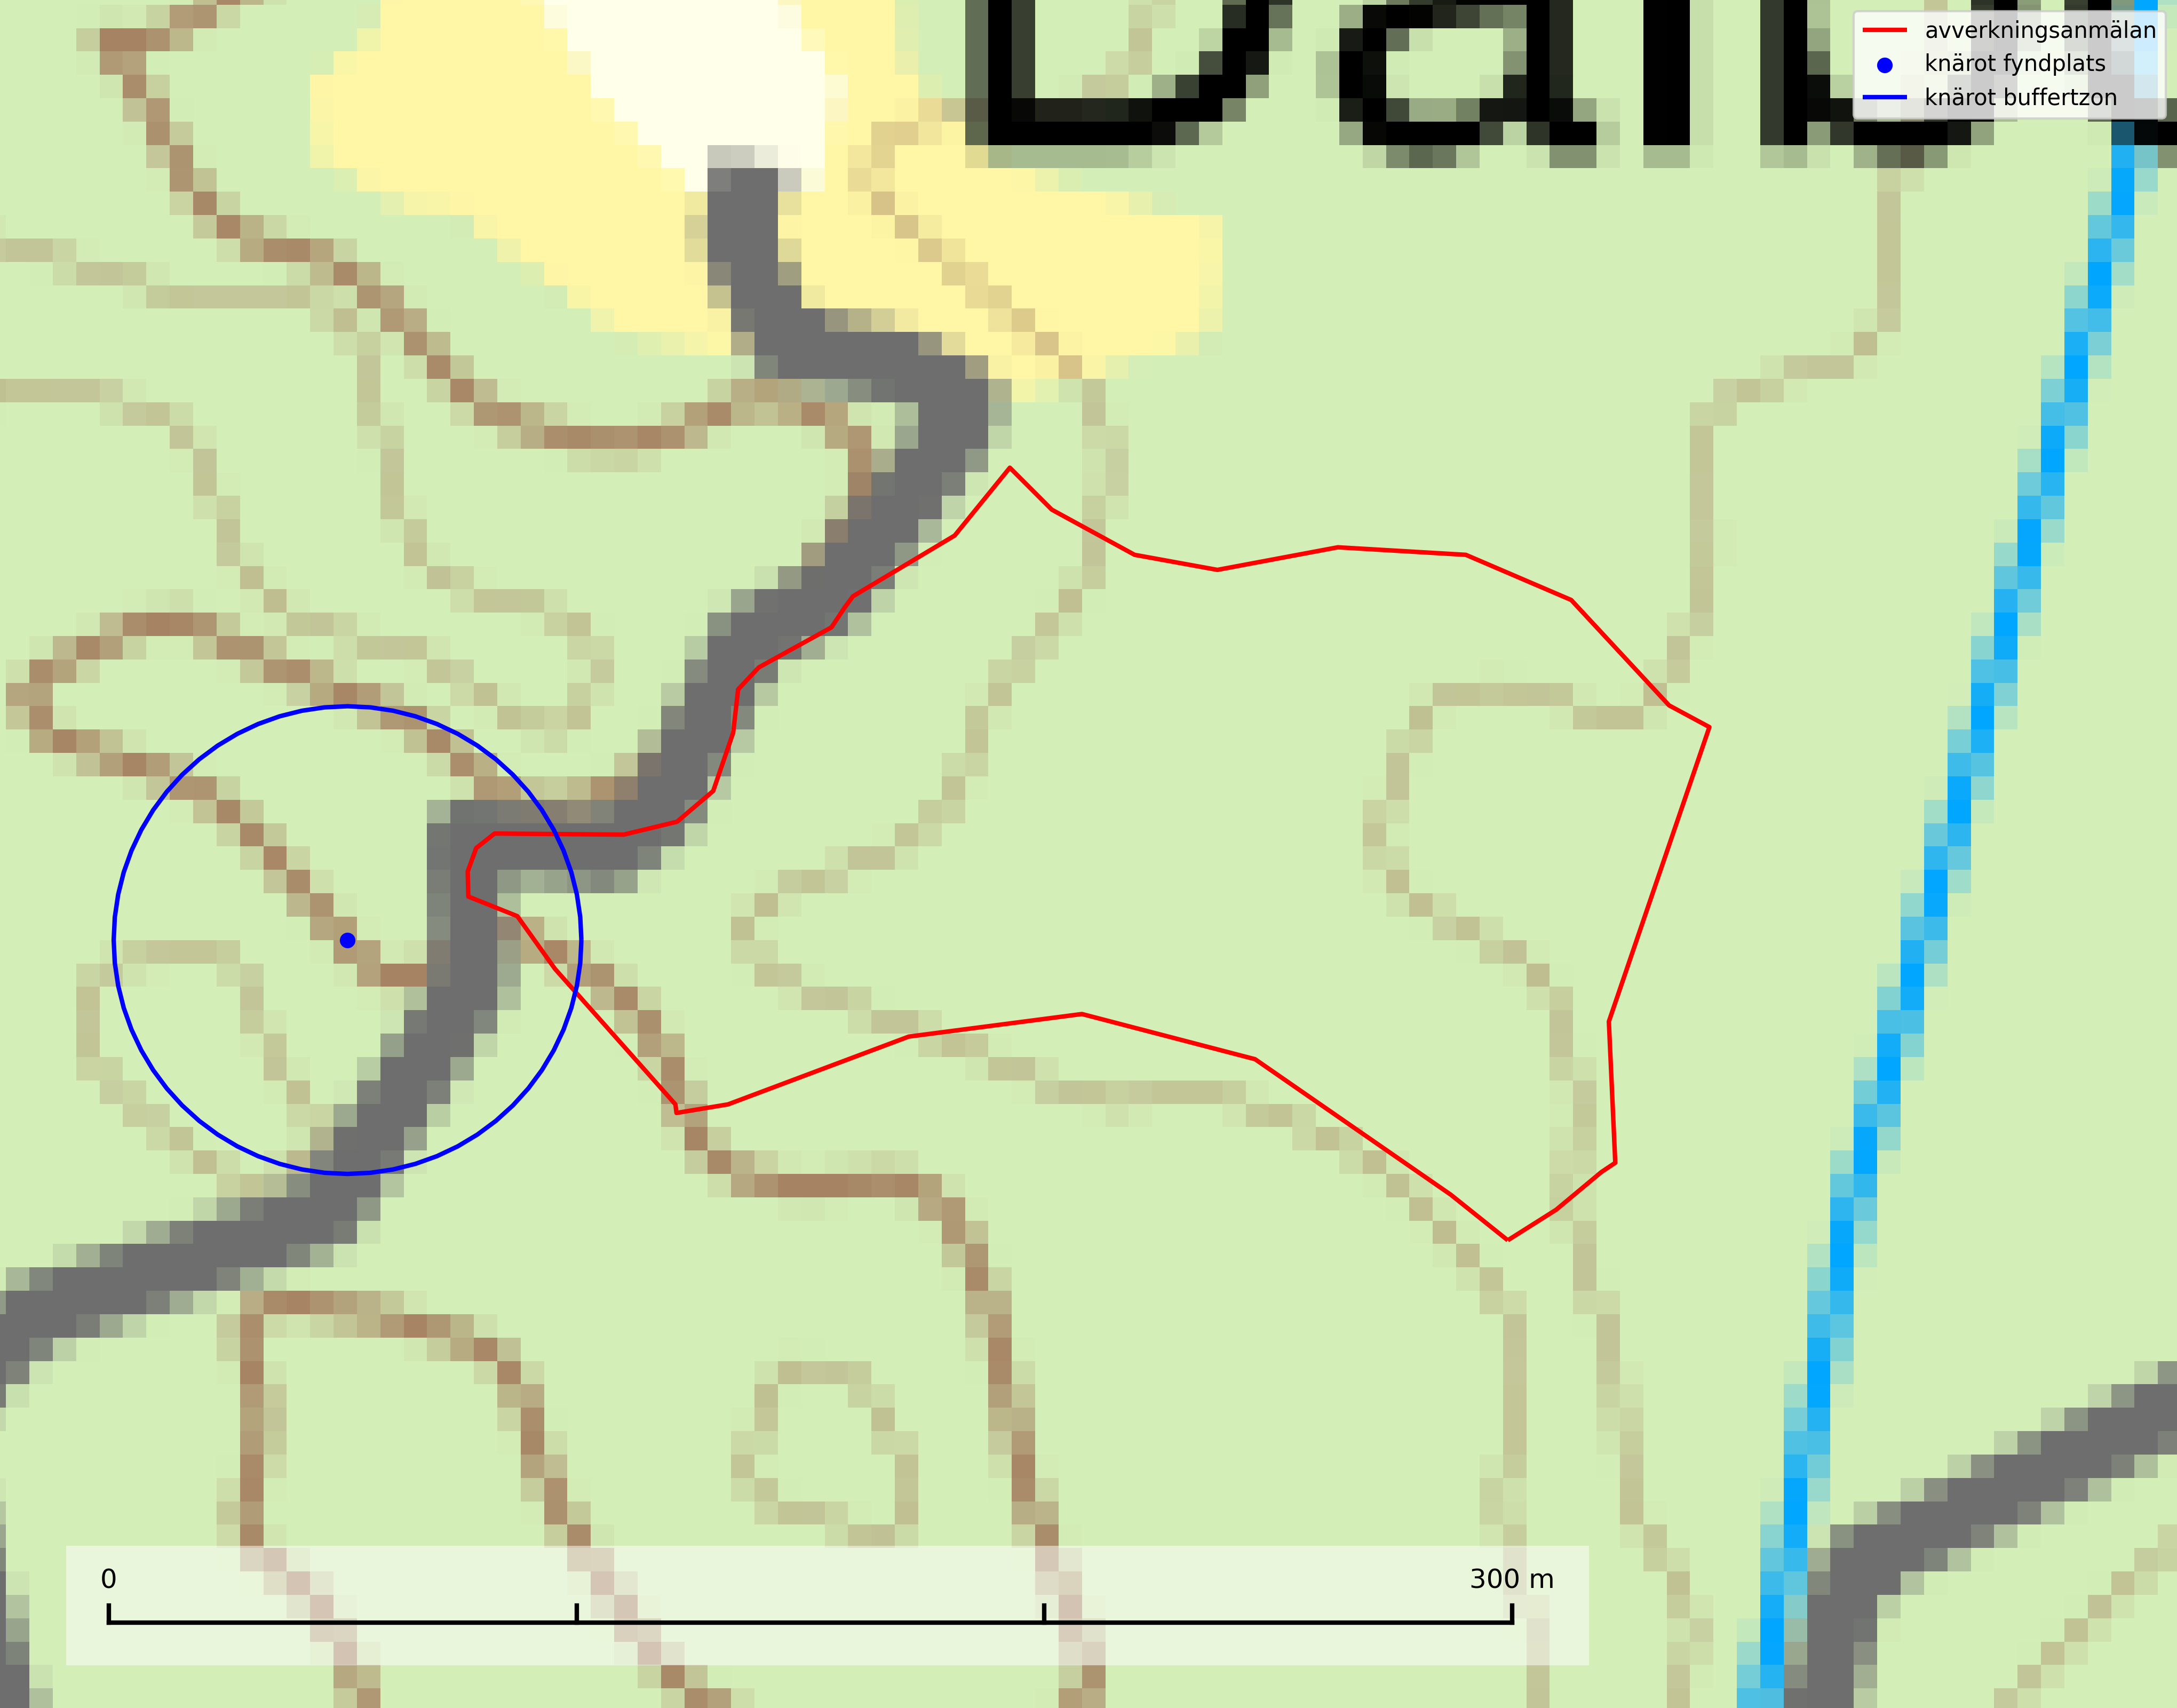 avverkningsanmälan
knärot fyndplats
knärot buffertzon
0 300 m